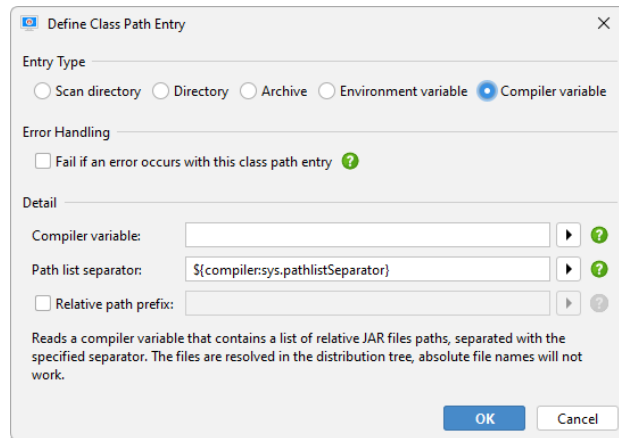 Define Class Path Entry
Entry Type
Scan directory Directory Archive Environment variable Compiler variable
Error Handling
Fail if an error occurs with this class path entry ?
Detail
Compiler variable: ?
Path list separator: ${compiler:sys.pathlistSeparator} ?
Relative path prefix: ?
Reads a compiler variable that contains a list of relative JAR files paths, separated with the
specified separator. The files are resolved in the distribution tree, absolute file names will not
work.
OK Cancel